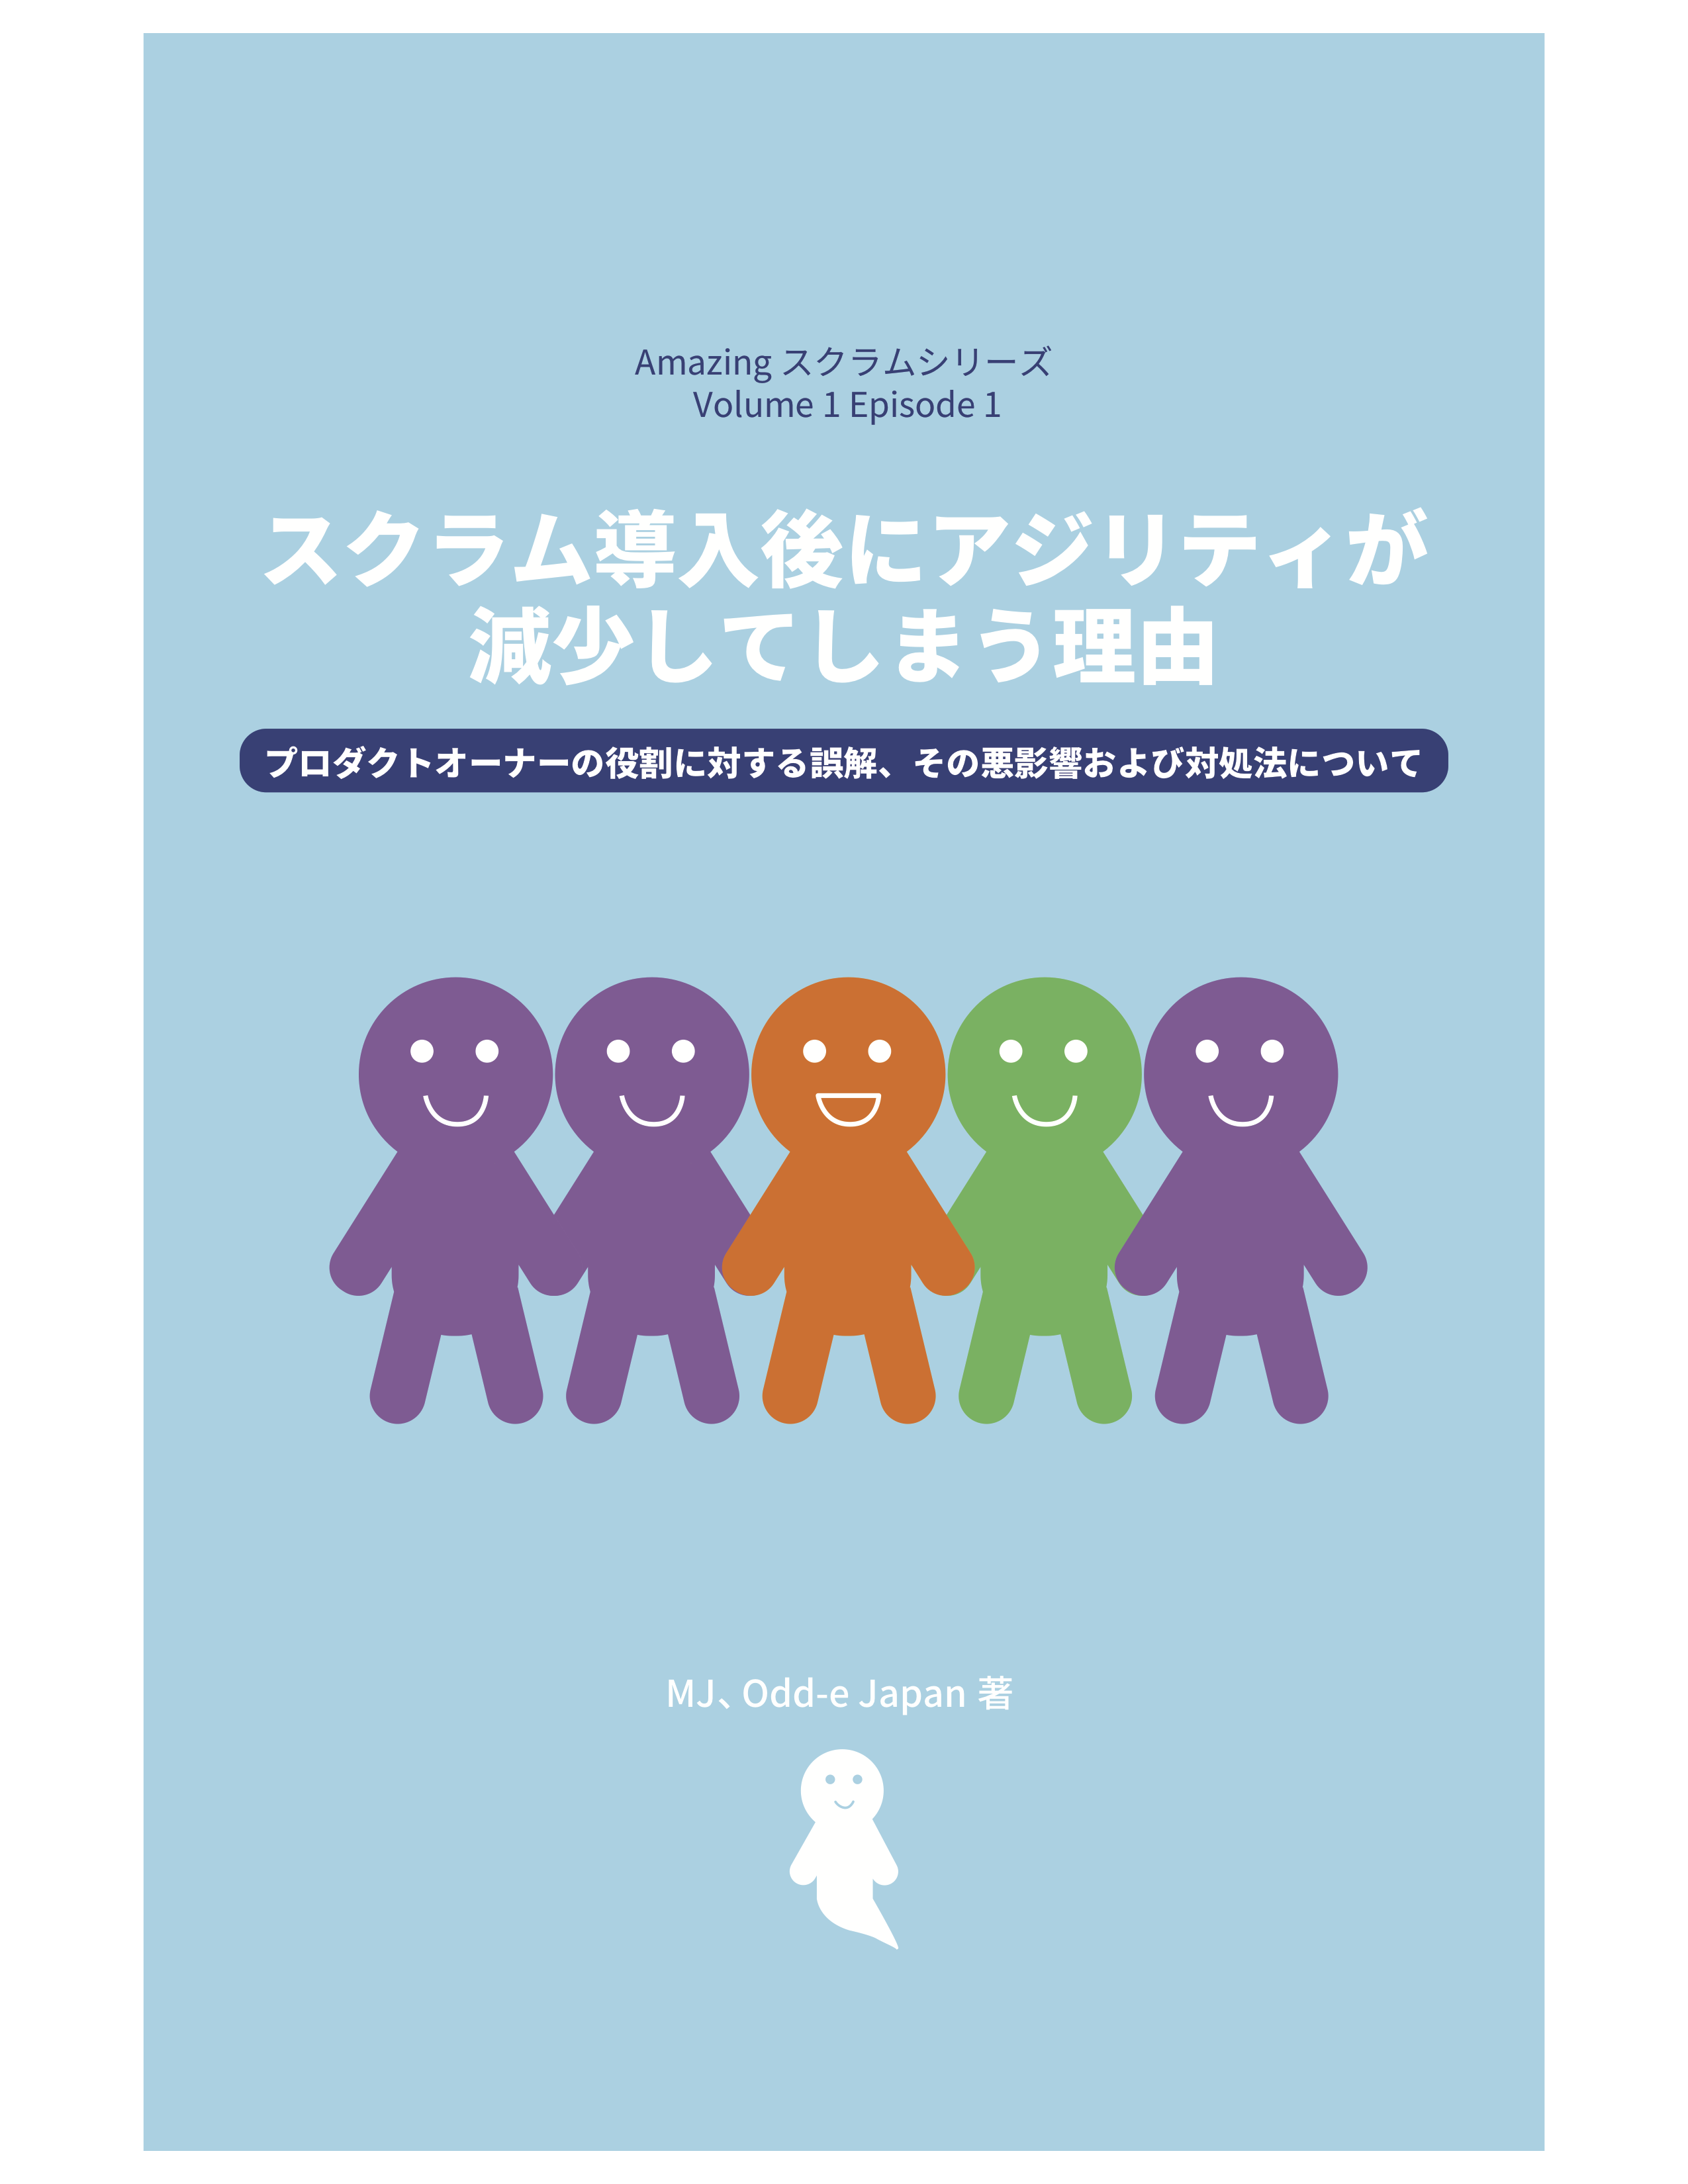 Amazing スクラムシリーズ
Volume 1 Episode 1
スクラム導入後にアジリティが
減少してしまう理由
プロダクトオーナーの役割に対する誤解、その悪影響および対処法について
MJ、Odd-e Japan 著